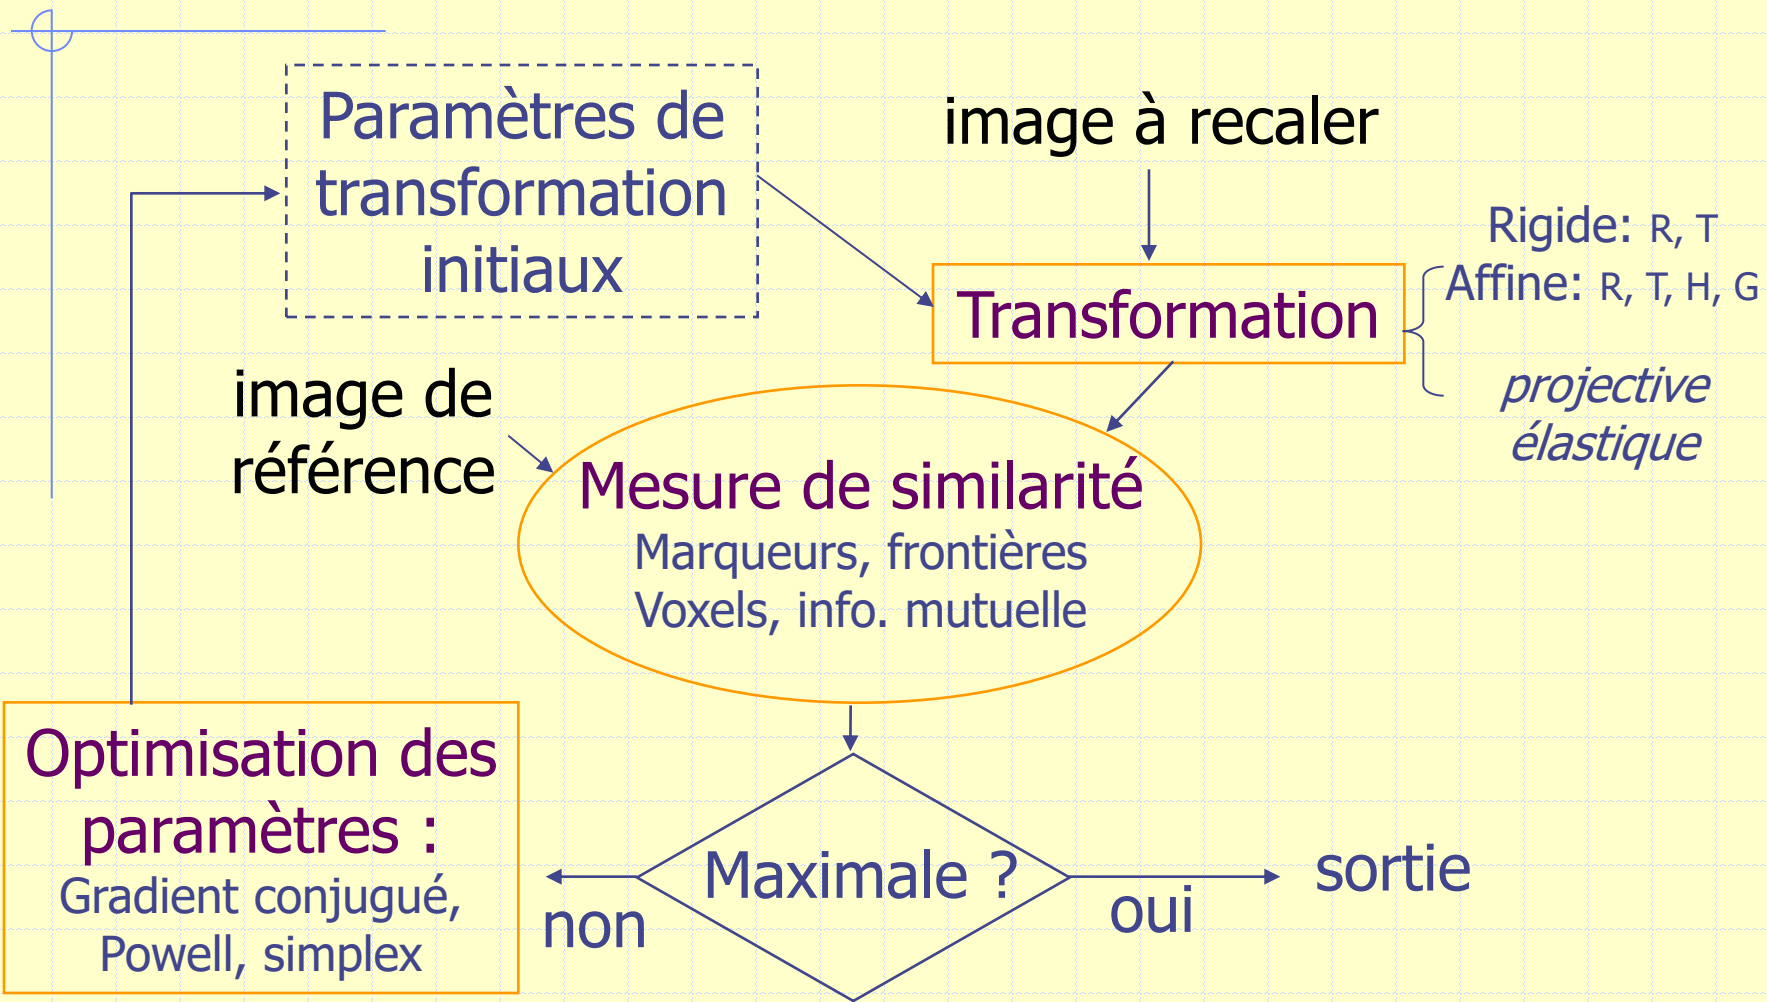 Paramètres de
transformation
initiaux
image à recaler
Rigide: R, T
Affine: R, T, H, G
Transformation
projective
élastique
image de
référence
Mesure de similarité
Marqueurs, frontières
Voxels, info. mutuelle
Optimisation des
paramètres :
Gradient conjugué,
Powell, simplex
non
Maximale ?
oui
sortie